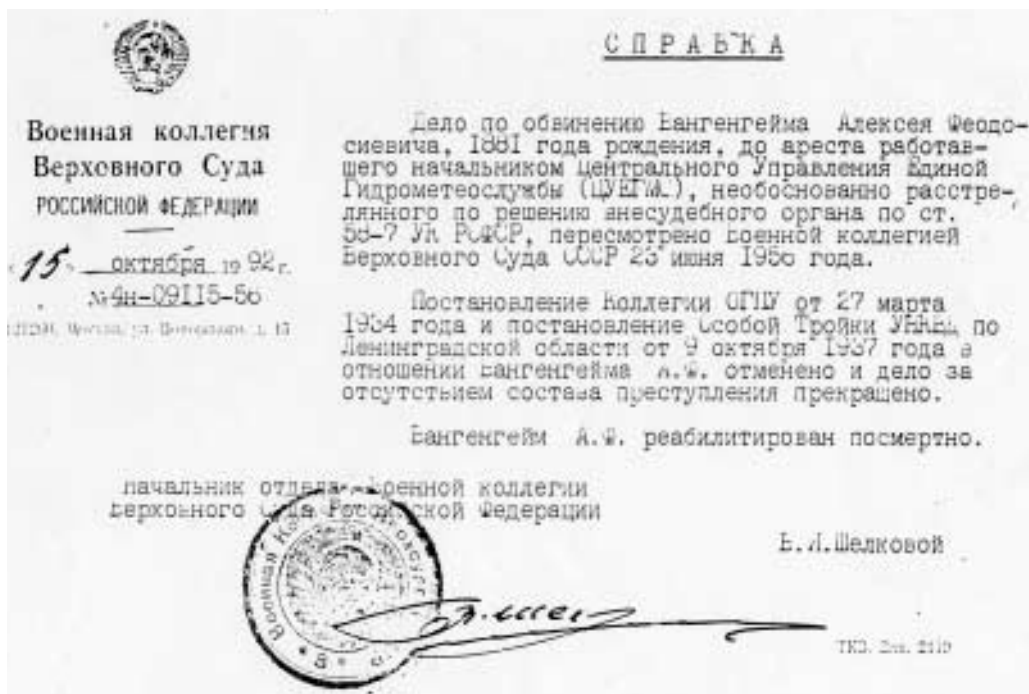 Военная коллегия
Верховного Суда
РОССИЙСКОЙ ФЕДЕРАЦИИ
«15» октября 1992 г.
№ 4н-09115-56
С П Р А В К А
Дело по обвинению Вангенгейма Алексея Феодо-
сиевича, 1881 года рождения, до ареста работав-
шего начальником Центрального Управления Единой
Гидрометеослужбы (ЦУЕГМС), необоснованно расстре-
лянного по решению внесудебного органа по ст.
58-7 УК РСФСР, пересмотрено Военной коллегией
Верховного Суда СССР 23 июня 1956 года.
Постановление Коллегии ОГПУ от 27 марта
1934 года и постановление Особой Тройки УНКВД по
Ленинградской области от 9 октября 1937 года в
отношении Вангенгейма А.Ф. отменено и дело за
отсутствием состава преступления прекращено.
Вангенгейм А.Ф. реабилитирован посмертно.
Начальник отдела Военной коллегии
Верховного Суда Российской Федерации
Шелковой
Военная